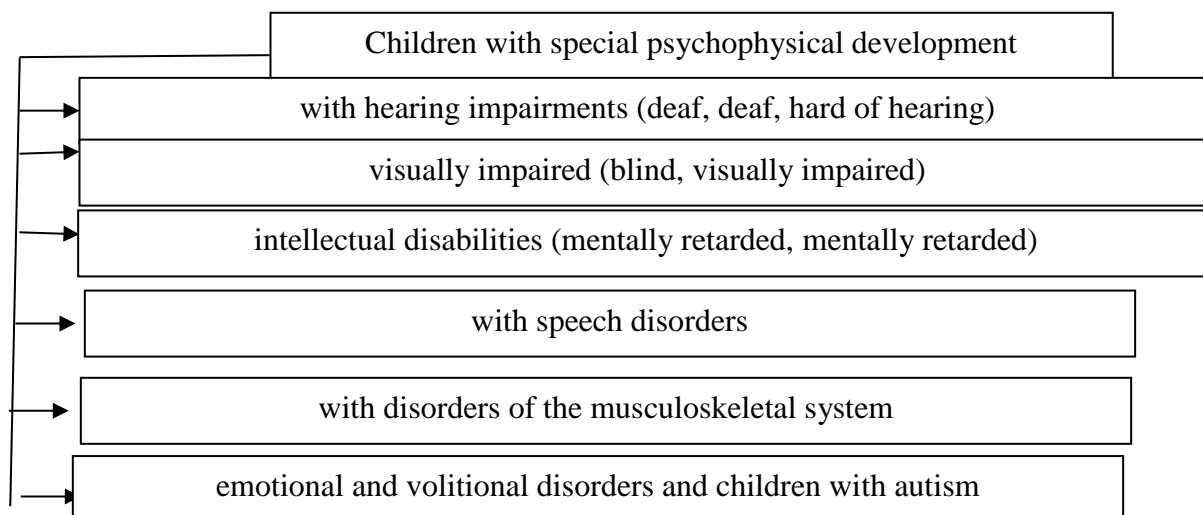 Children with special psychophysical development
with hearing impairments (deaf, deaf, hard of hearing)
visually impaired (blind, visually impaired)
intellectual disabilities (mentally retarded, mentally retarded)
with speech disorders
with disorders of the musculoskeletal system
emotional and volitional disorders and children with autism